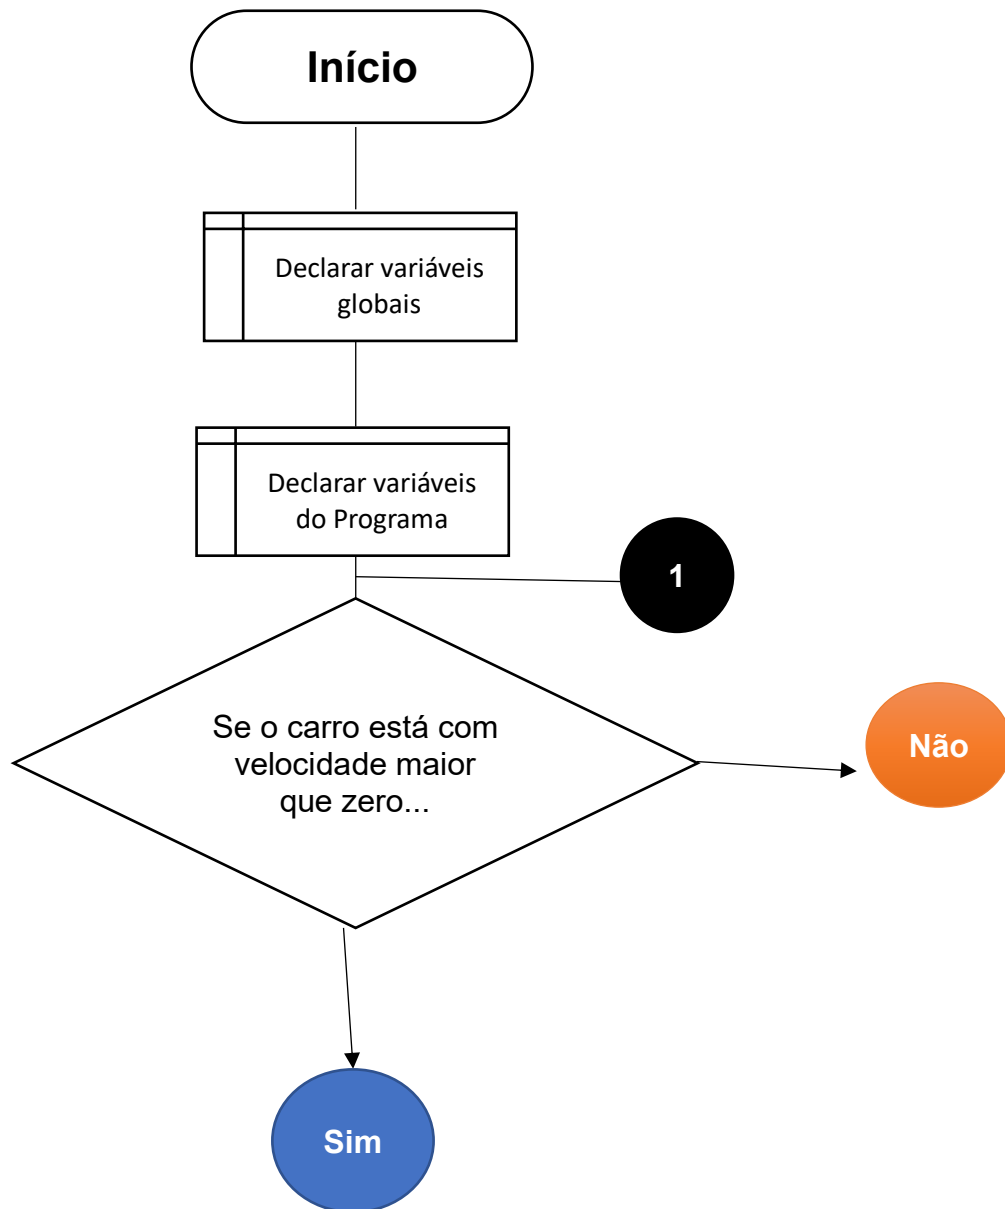 Início
Declarar variáveis
globais
Declarar variáveis
do Programa
1
Se o carro está com
velocidade maior
que zero...
Não
Sim